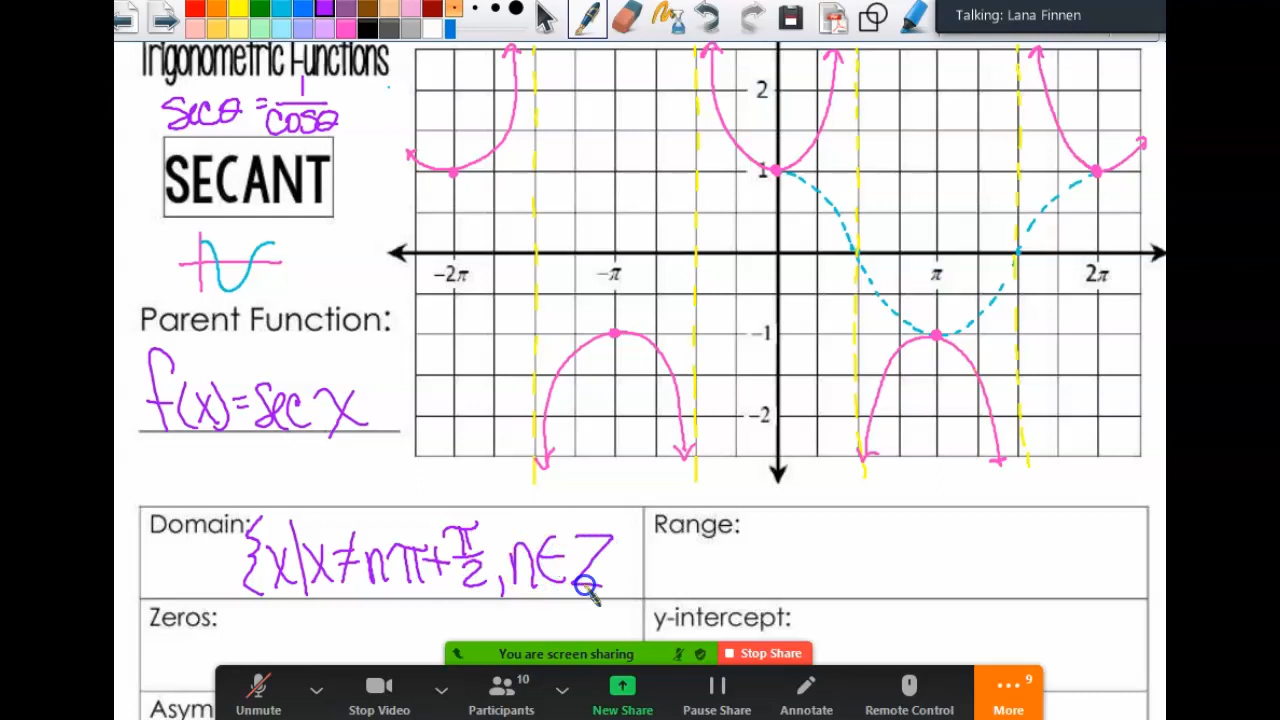 Talking: Lana Finnen
Trigonometric Functions
secθ = 1/cosθ
SECANT
Parent Function:
f(x)=sec x
2
1
-1
-2
-2π
-π
π
2π
Domain: {x|x≠nπ+π/2, n∈Z
Range:
Zeros:
y-intercept:
Asym
You are screen sharing
Stop Share
Unmute
Stop Video
10
Participants
New Share
Pause Share
Annotate
Remote Control
9
More